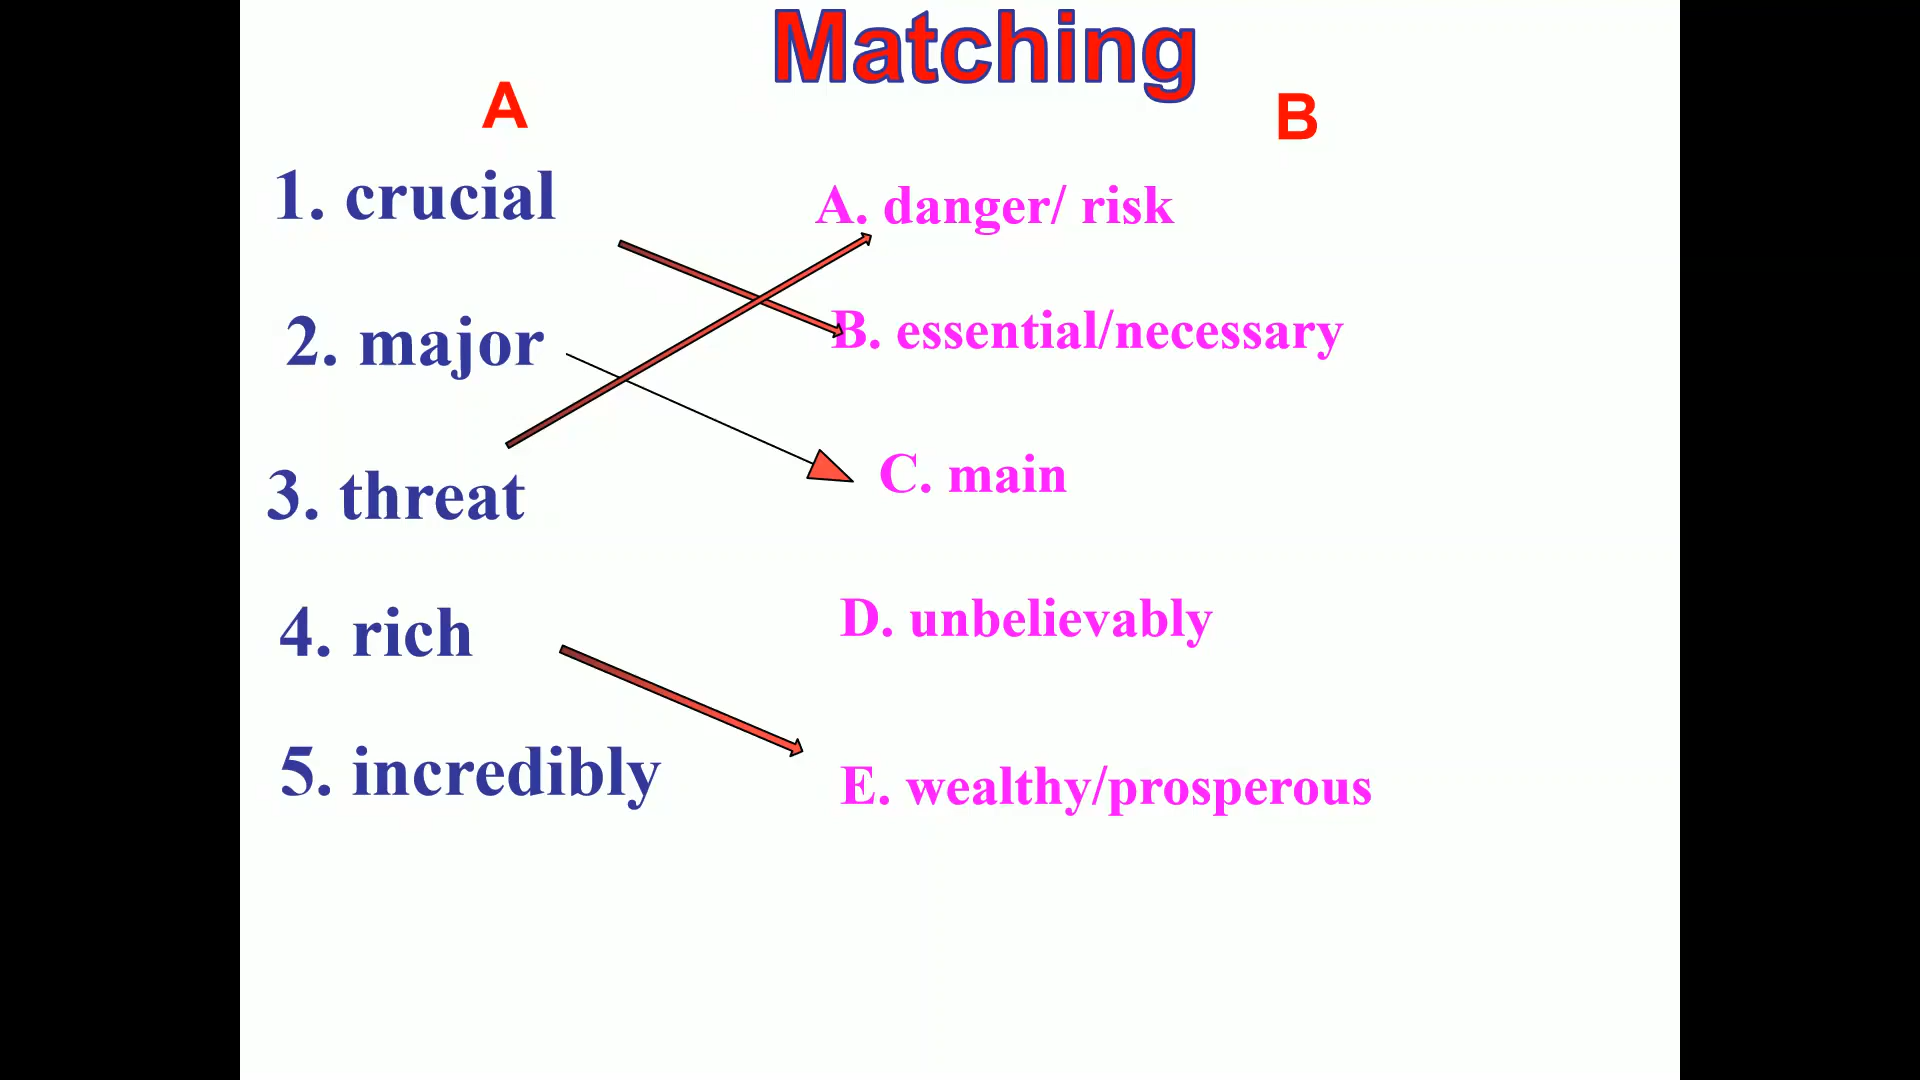 Matching
A
B
1. crucial
A. danger/ risk
2. major
B. essential/necessary
3. threat
C. main
4. rich
D. unbelievably
5. incredibly
E. wealthy/prosperous